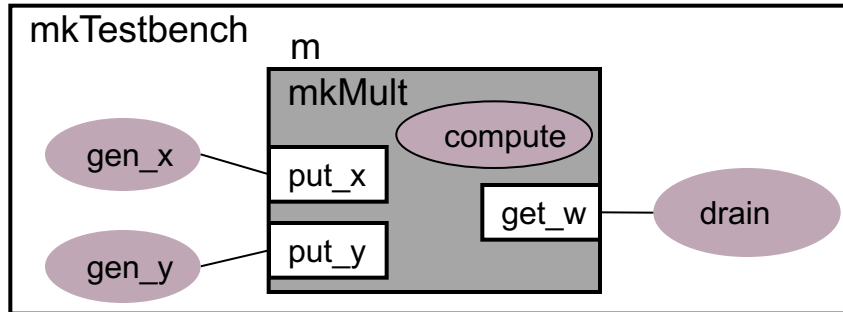 mkTestbench
m
mkMult
compute
gen_x
put_x
get_w
drain
gen_y
put_y